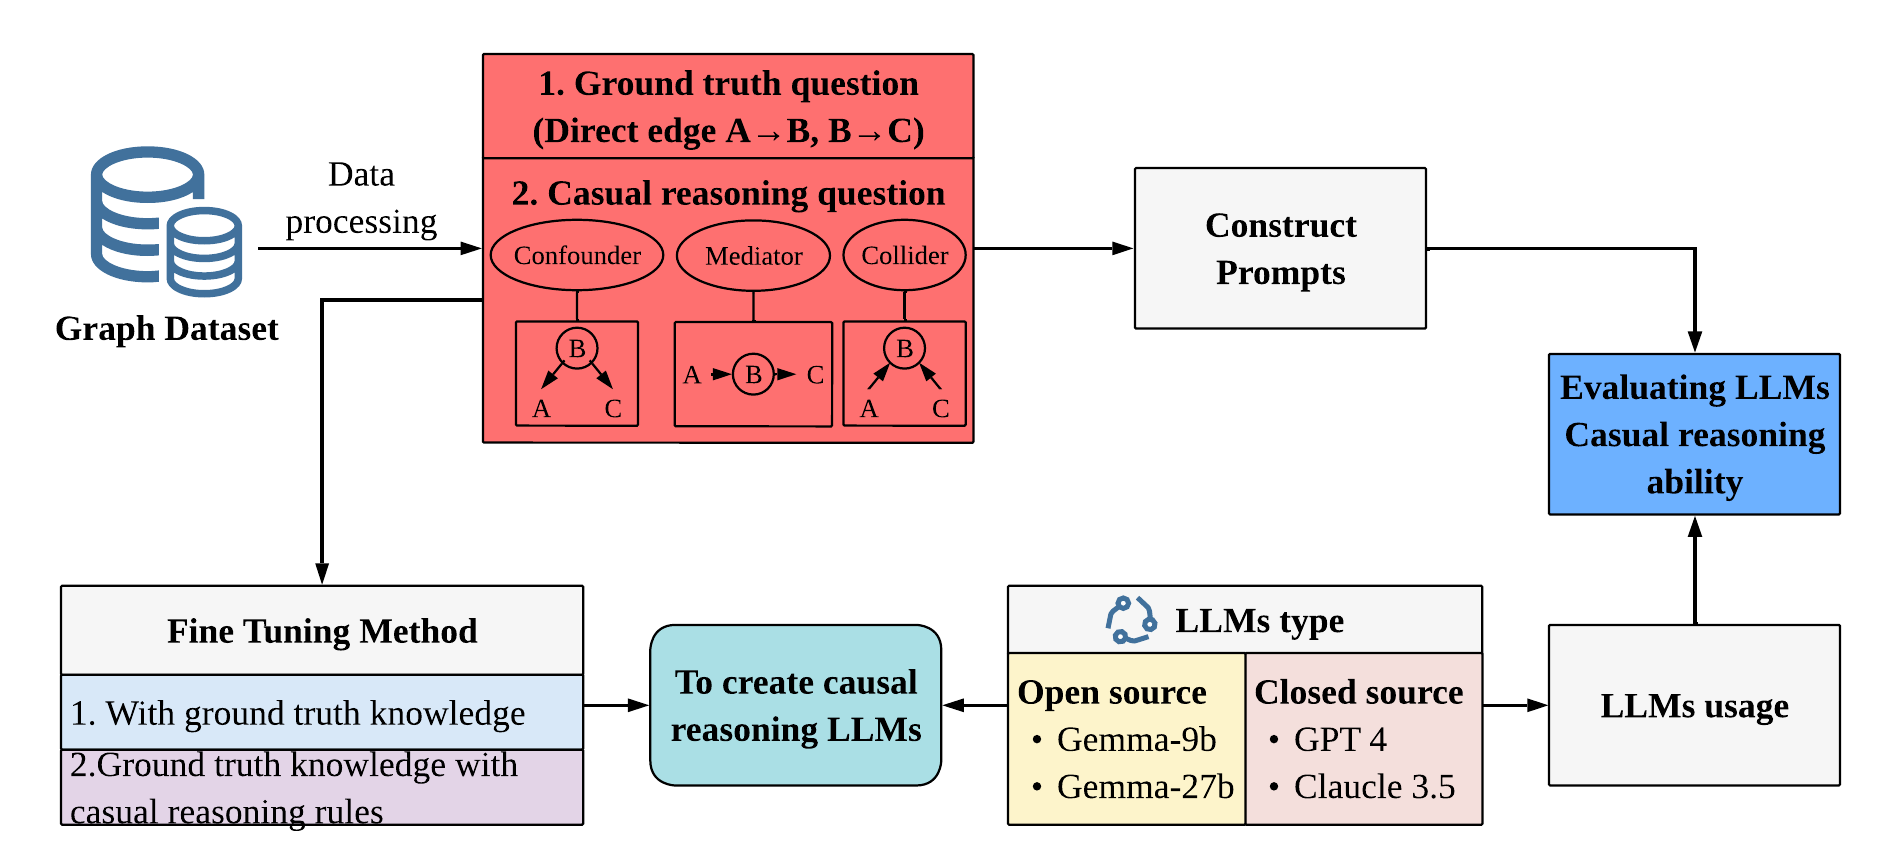 Data
processing
Graph Dataset
1. Ground truth question
(Direct edge A→B, B→C)
2. Casual reasoning question
Confounder
Mediator
Collider
B
A C
A B C
B
A C
Construct
Prompts
Evaluating LLMs
Casual reasoning
ability
Fine Tuning Method
1. With ground truth knowledge
2.Ground truth knowledge with
casual reasoning rules
To create causal
reasoning LLMs
LLMs type
Open source
• Gemma-9b
• Gemma-27b
Closed source
• GPT 4
• Claucle 3.5
LLMs usage